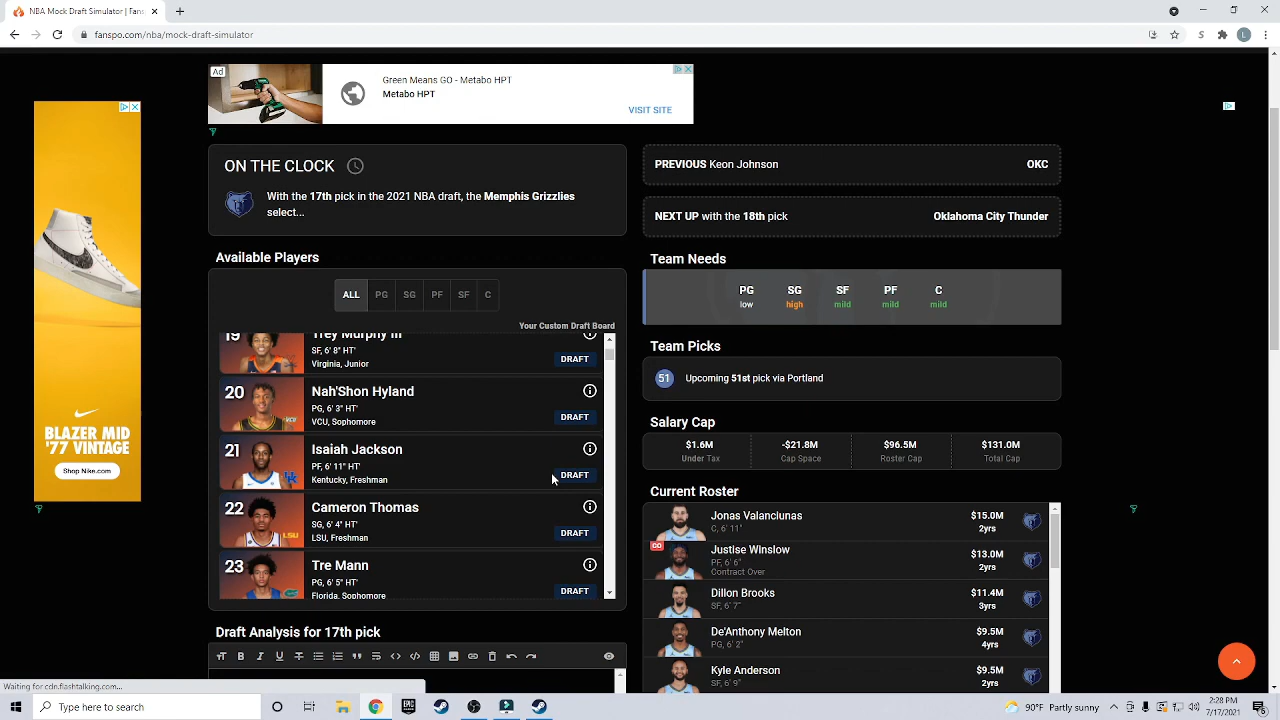 NBA Mock Draft Simulator | Fans
fanspo.com/nba/mock-draft-simulator
L
Ad
Green Means GO - Metabo HPT
Metabo HPT
VISIT SITE
ON THE CLOCK
With the 17th pick in the 2021 NBA draft, the Memphis Grizzlies
select...
PREVIOUS Keon Johnson
OKC
NEXT UP with the 18th pick
Oklahoma City Thunder
Available Players
ALL PG SG PF SF C
Your Custom Draft Board
19 Trey Murphy III
SF, 6' 8" HT'
Virginia, Junior
DRAFT
20 Nah'Shon Hyland
PG, 6' 3" HT'
VCU, Sophomore
DRAFT
21 Isaiah Jackson
PF, 6' 11" HT'
Kentucky, Freshman
DRAFT
22 Cameron Thomas
SG, 6' 4" HT'
LSU, Freshman
DRAFT
LSU
23 Tre Mann
PG, 6' 5" HT'
Florida, Sophomore
DRAFT
Draft Analysis for 17th pick
Team Needs
PG SG SF PF C
low high mild mild mild
Team Picks
51 Upcoming 51st pick via Portland
Salary Cap
$1.6M -$21.8M $96.5M $131.0M
Under Tax Cap Space Roster Cap Total Cap
Current Roster
Jonas Valanciunas
C, 6' 11"
$15.0M
2yrs
GO
Justise Winslow
PF, 6' 6"
Contract Over
$13.0M
2yrs
Dillon Brooks
SF, 6' 7"
$11.4M
3yrs
De'Anthony Melton
PG, 6' 2"
$9.5M
4yrs
Kyle Anderson
SF, 6' 9"
$9.5M
2yrs
BLAZER MID
'77 VINTAGE
Shop Nike.com
Waiting for cdn.flashtalking.com...
Type here to search
EPIC
90°F Partly sunny
2:28 PM
7/17/2021